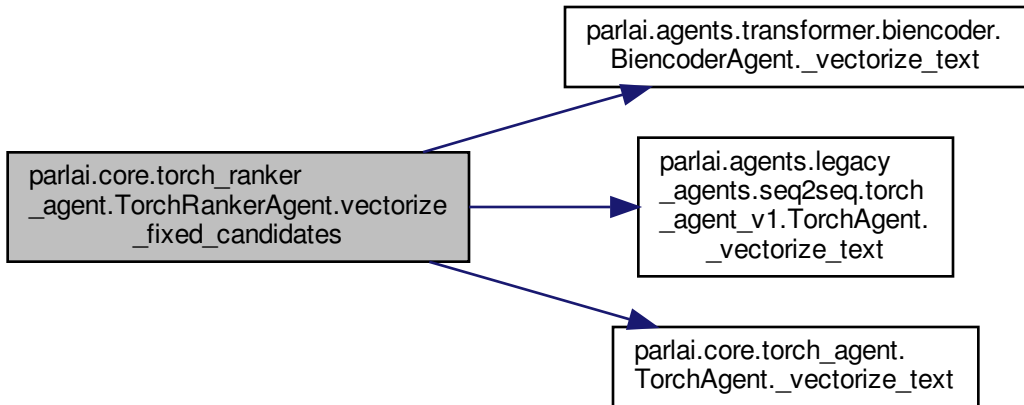 parlai.core.torch_ranker
_agent.TorchRankerAgent.vectorize
_fixed_candidates
parlai.agents.transformer.biencoder.
BiencoderAgent._vectorize_text
parlai.agents.legacy
_agents.seq2seq.torch
_agent_v1.TorchAgent.
_vectorize_text
parlai.core.torch_agent.
TorchAgent._vectorize_text